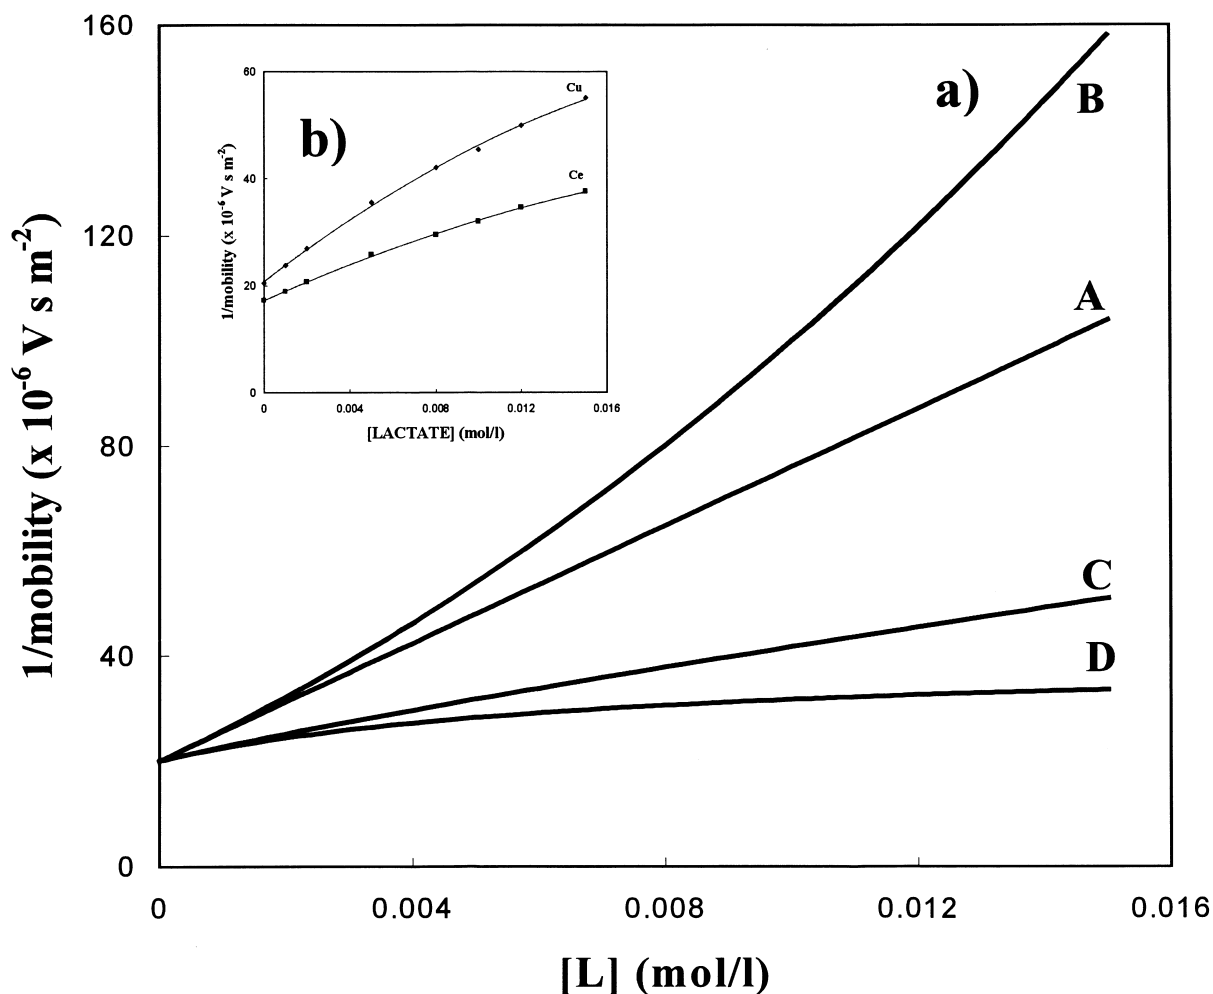 160
a)
B
60
Cu
b)
40
Ce
20
0
0 0.004 0.008 0.012 0.016
[LACTATE] (mol/l)
1/mobility (x 10⁻⁶ V s m⁻²)
120
A
80
C
40
D
0
0 0.004 0.008 0.012 0.016
[L] (mol/l)
1/mobility (x 10⁻⁶ V s m⁻²)